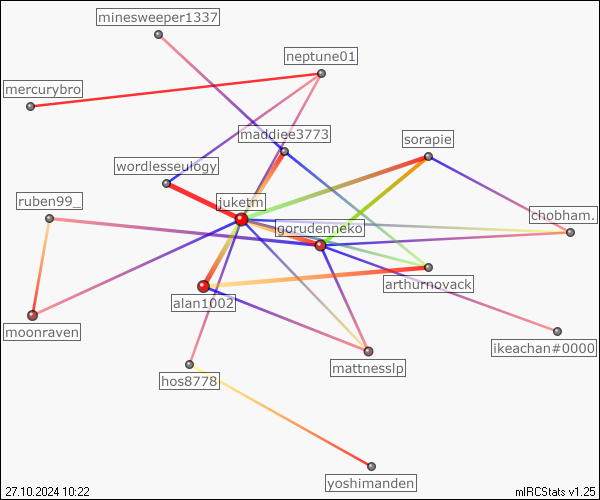 minesweeper1337
neptune01
mercurybro
maddiee3773
sorapie
wordlesseulogy
ruben99_
juketm
chobham.
gorudenneko
arthurnovack
alan1002
moonraven
ikeachan#0000
mattnesslp
hos8778
yoshimanden
27.10.2024 10:22
mIRCStats v1.25